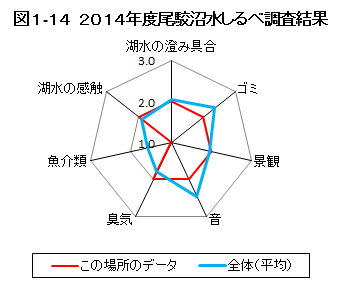 図1-14 2014年度尾駮沼水しるべ調査結果
湖水の澄み具合
3.0
湖水の感触
ゴミ
2.0
1.0
魚介類
景観
臭気
音
この場所のデータ
全体(平均)